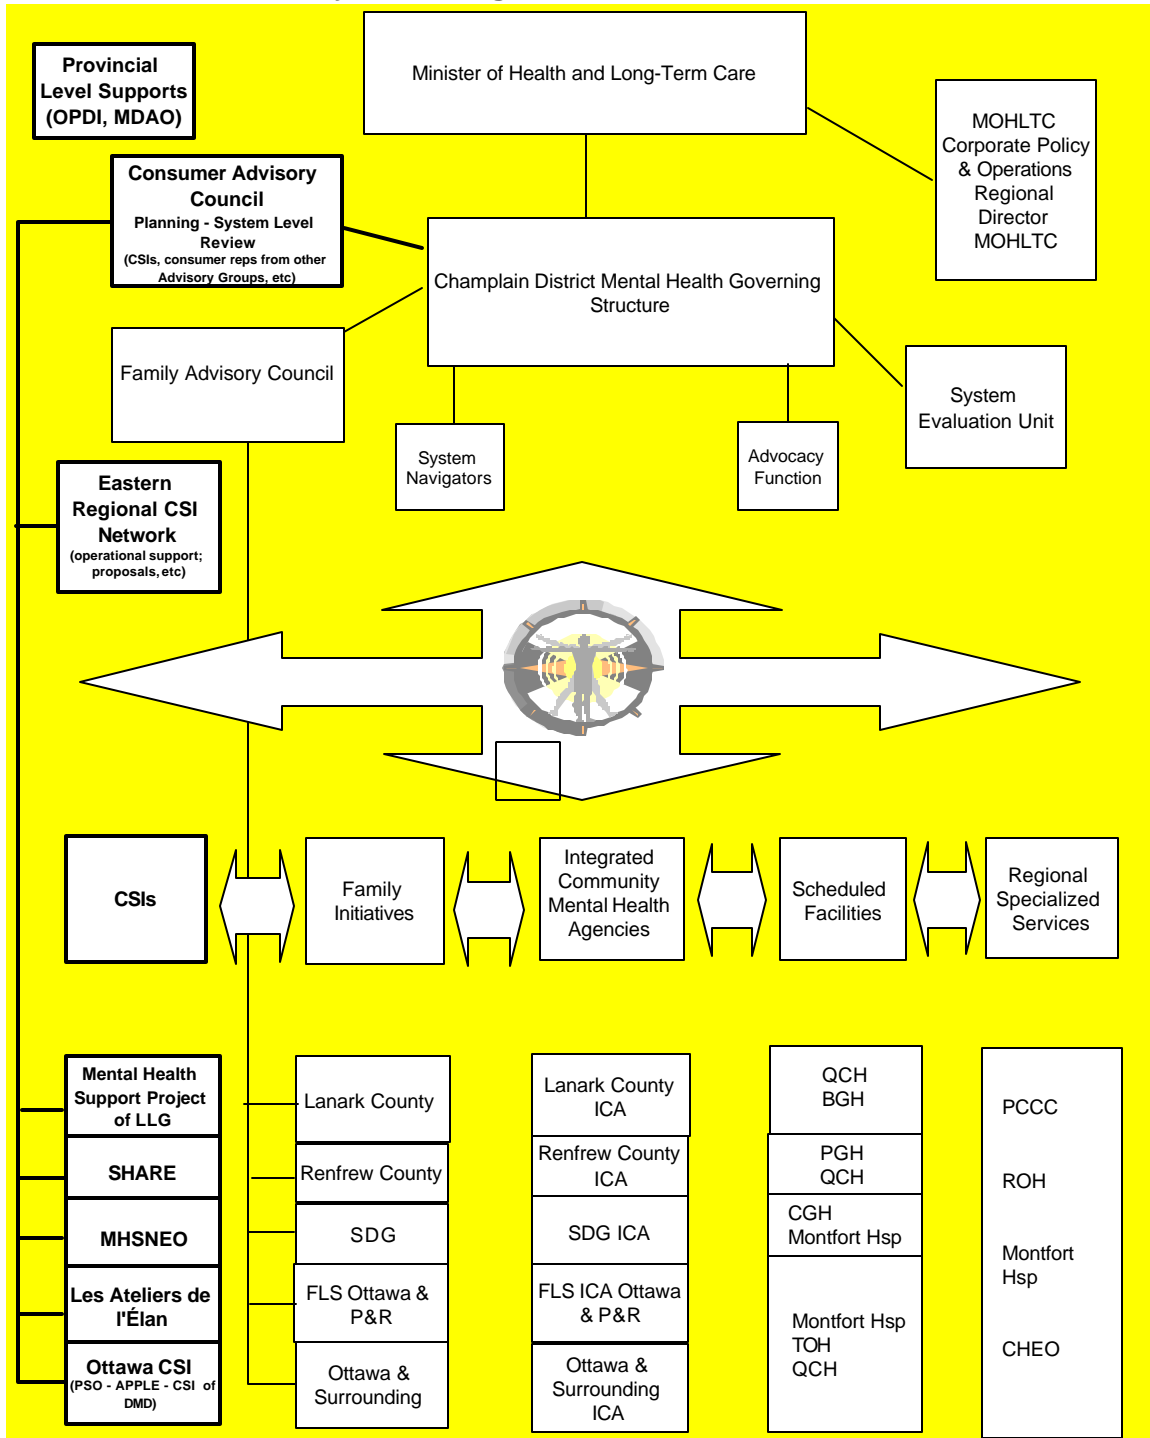 Provincial
Level Supports
(OPDI, MDAO)
Minister of Health and Long-Term Care
MOHLTC
Corporate Policy
& Operations
Regional
Director
MOHLTC
Consumer Advisory
Council
Planning - System Level
Review
(CSIs, consumer reps from other
Advisory Groups, etc)
Champlain District Mental Health Governing
Structure
Family Advisory Council
System
Evaluation Unit
System
Navigators
Advocacy
Function
Eastern
Regional CSI
Network
(operational support;
proposals, etc)
CSIs
Family
Initiatives
Integrated
Community
Mental Health
Agencies
Scheduled
Facilities
Regional
Specialized
Services
Mental Health
Support Project
of LLG
SHARE
MHSNEO
Les Ateliers de
l'Élan
Ottawa CSI
(PSO - APPLE - CSI of
DMD)
Lanark County
Renfrew County
SDG
FLS Ottawa &
P&R
Ottawa &
Surrounding
Lanark County
ICA
Renfrew County
ICA
SDG ICA
FLS ICA Ottawa
& P&R
Ottawa &
Surrounding
ICA
QCH
BGH
PGH
QCH
CGH
Montfort Hsp
Montfort Hsp
TOH
QCH
PCCC
ROH
Montfort
Hsp
CHEO